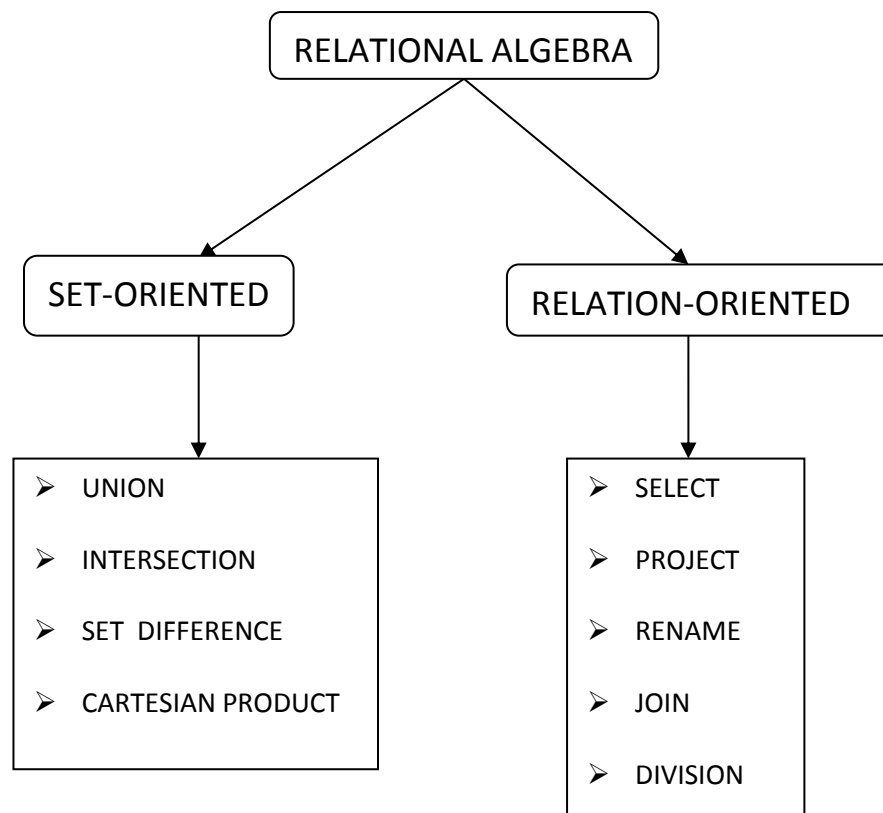 RELATIONAL ALGEBRA
SET-ORIENTED
RELATION-ORIENTED
➢ UNION
➢ INTERSECTION
➢ SET DIFFERENCE
➢ CARTESIAN PRODUCT
➢ SELECT
➢ PROJECT
➢ RENAME
➢ JOIN
➢ DIVISION